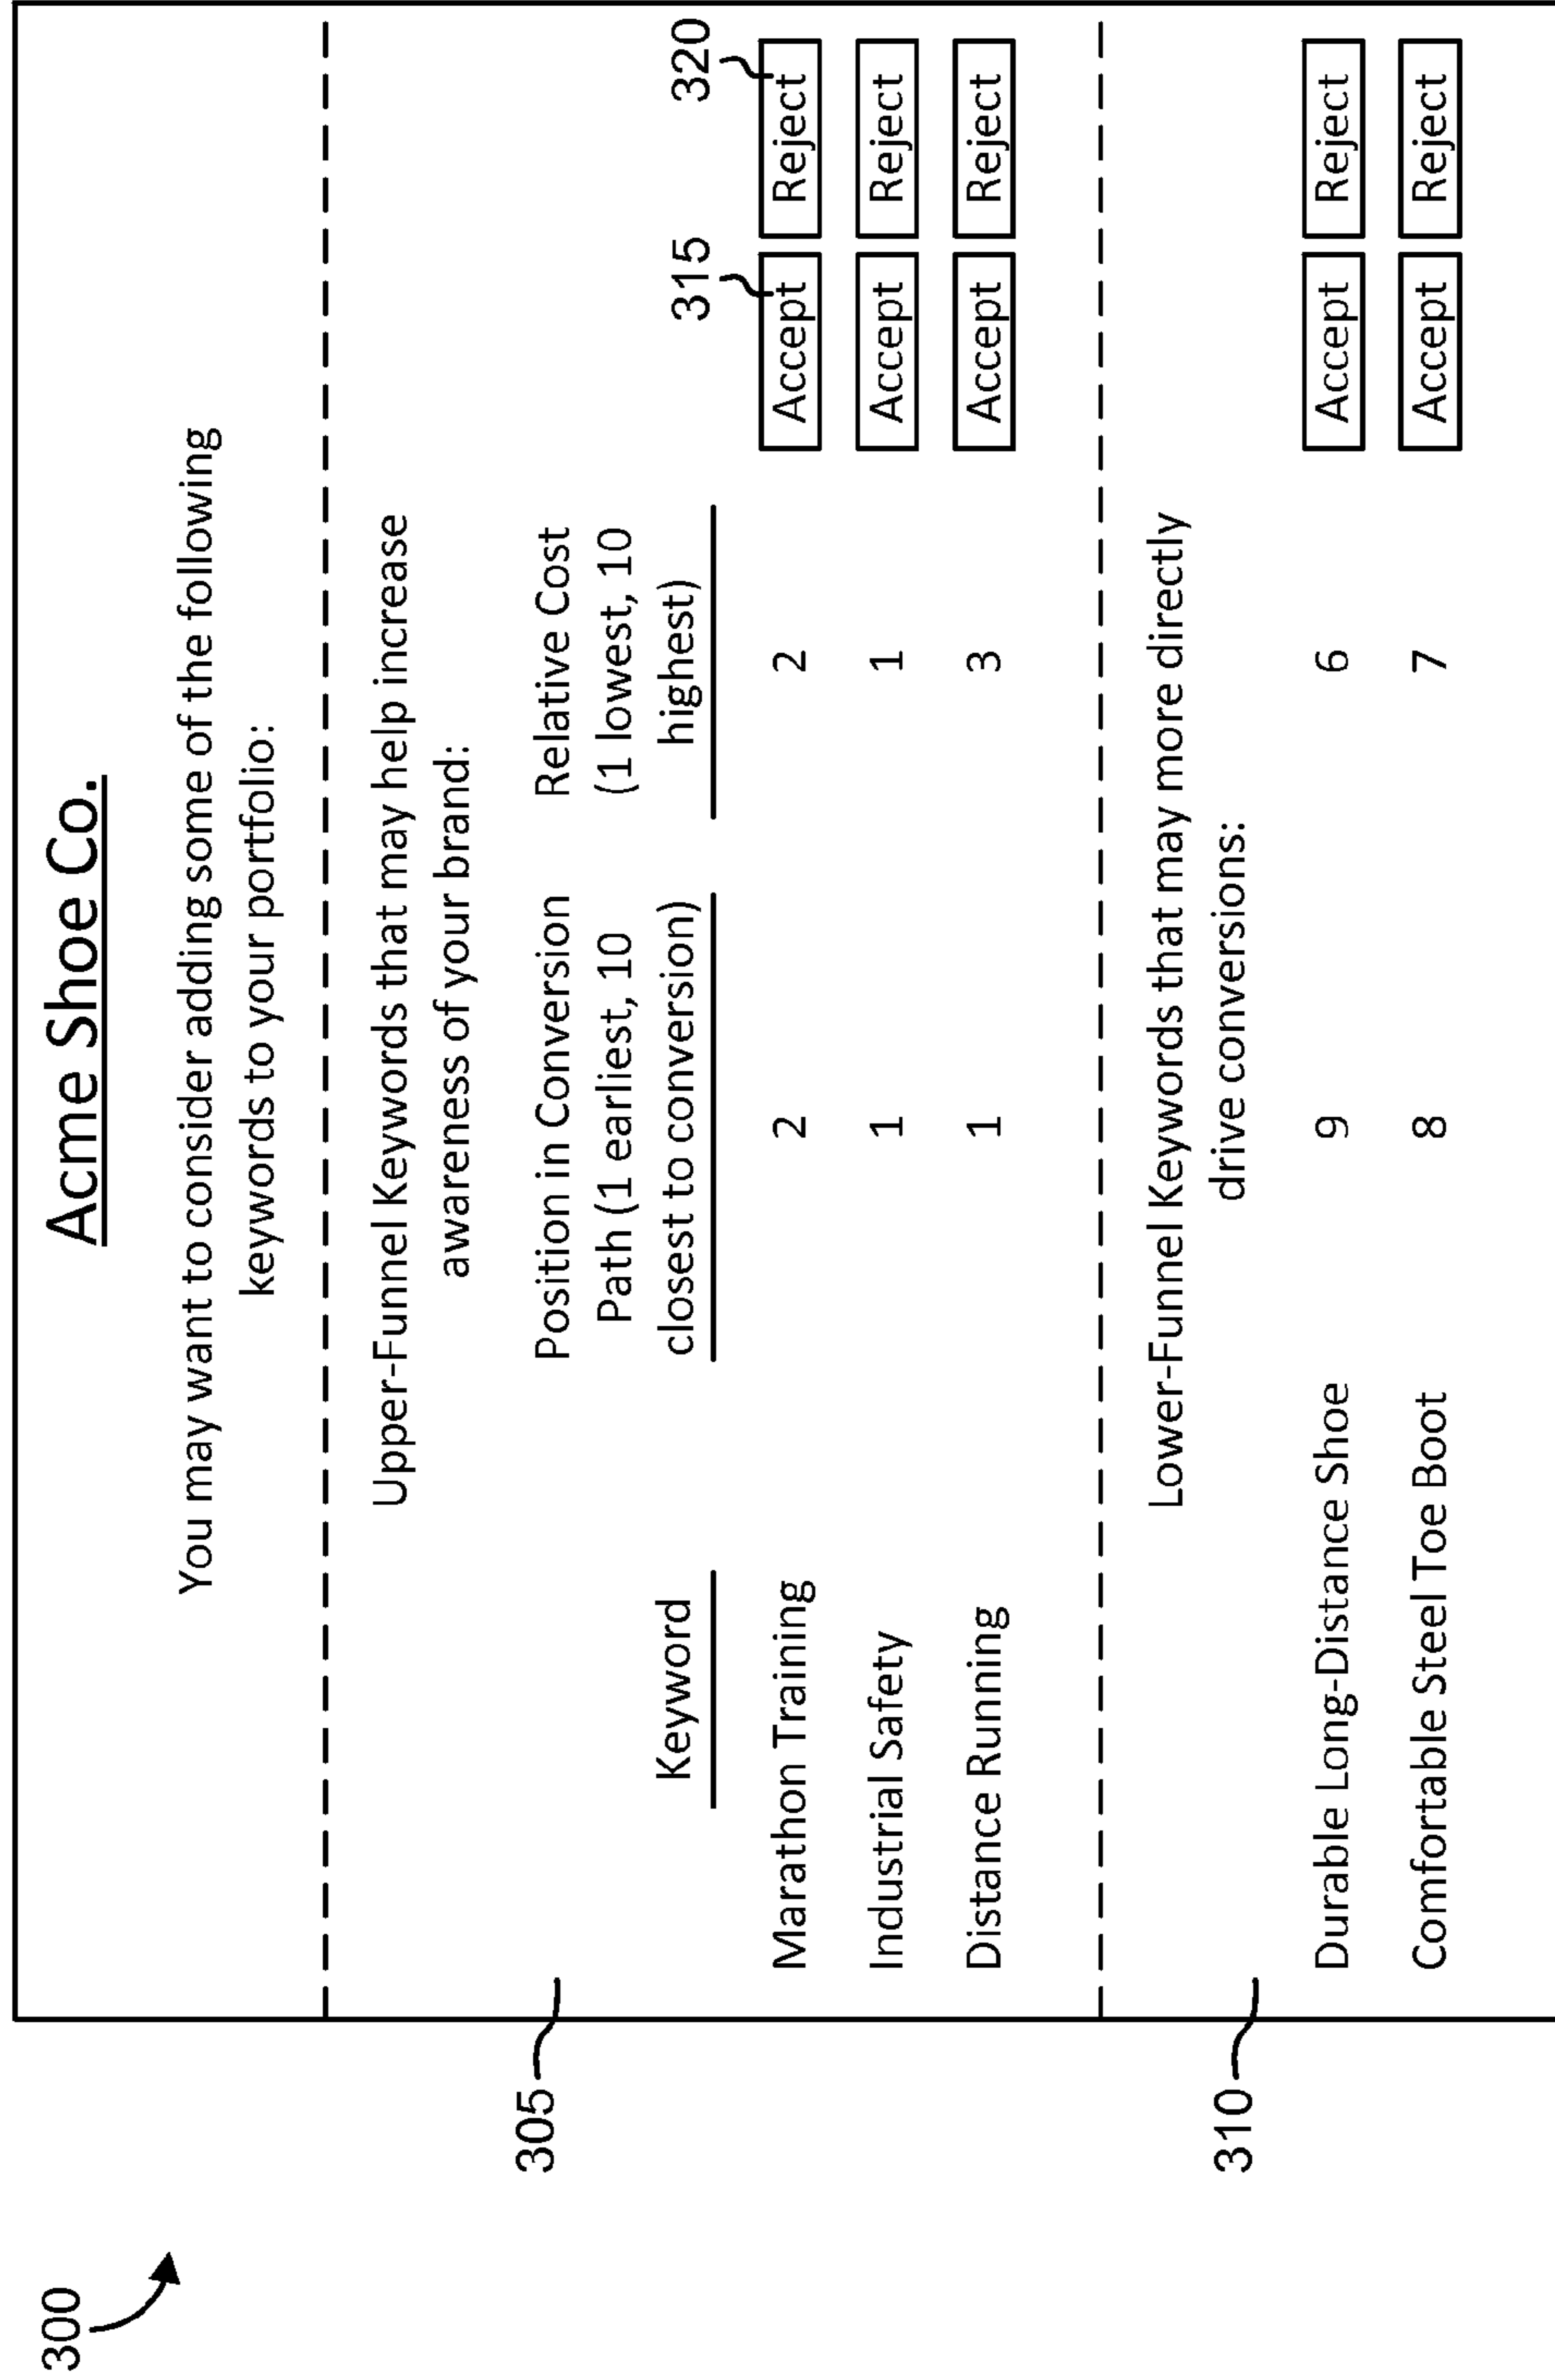 300
Acme Shoe Co.
You may want to consider adding some of the following
keywords to your portfolio:
305
Upper-Funnel Keywords that may help increase
awareness of your brand:
Keyword
Position in Conversion
Path (1 earliest, 10
closest to conversion)
Relative Cost
(1 lowest, 10
highest)
315
320
Marathon Training 2 2 Accept Reject
Industrial Safety 1 1 Accept Reject
Distance Running 1 3 Accept Reject
310
Lower-Funnel Keywords that may more directly
drive conversions:
Durable Long-Distance Shoe 9 6 Accept Reject
Comfortable Steel Toe Boot 8 7 Accept Reject